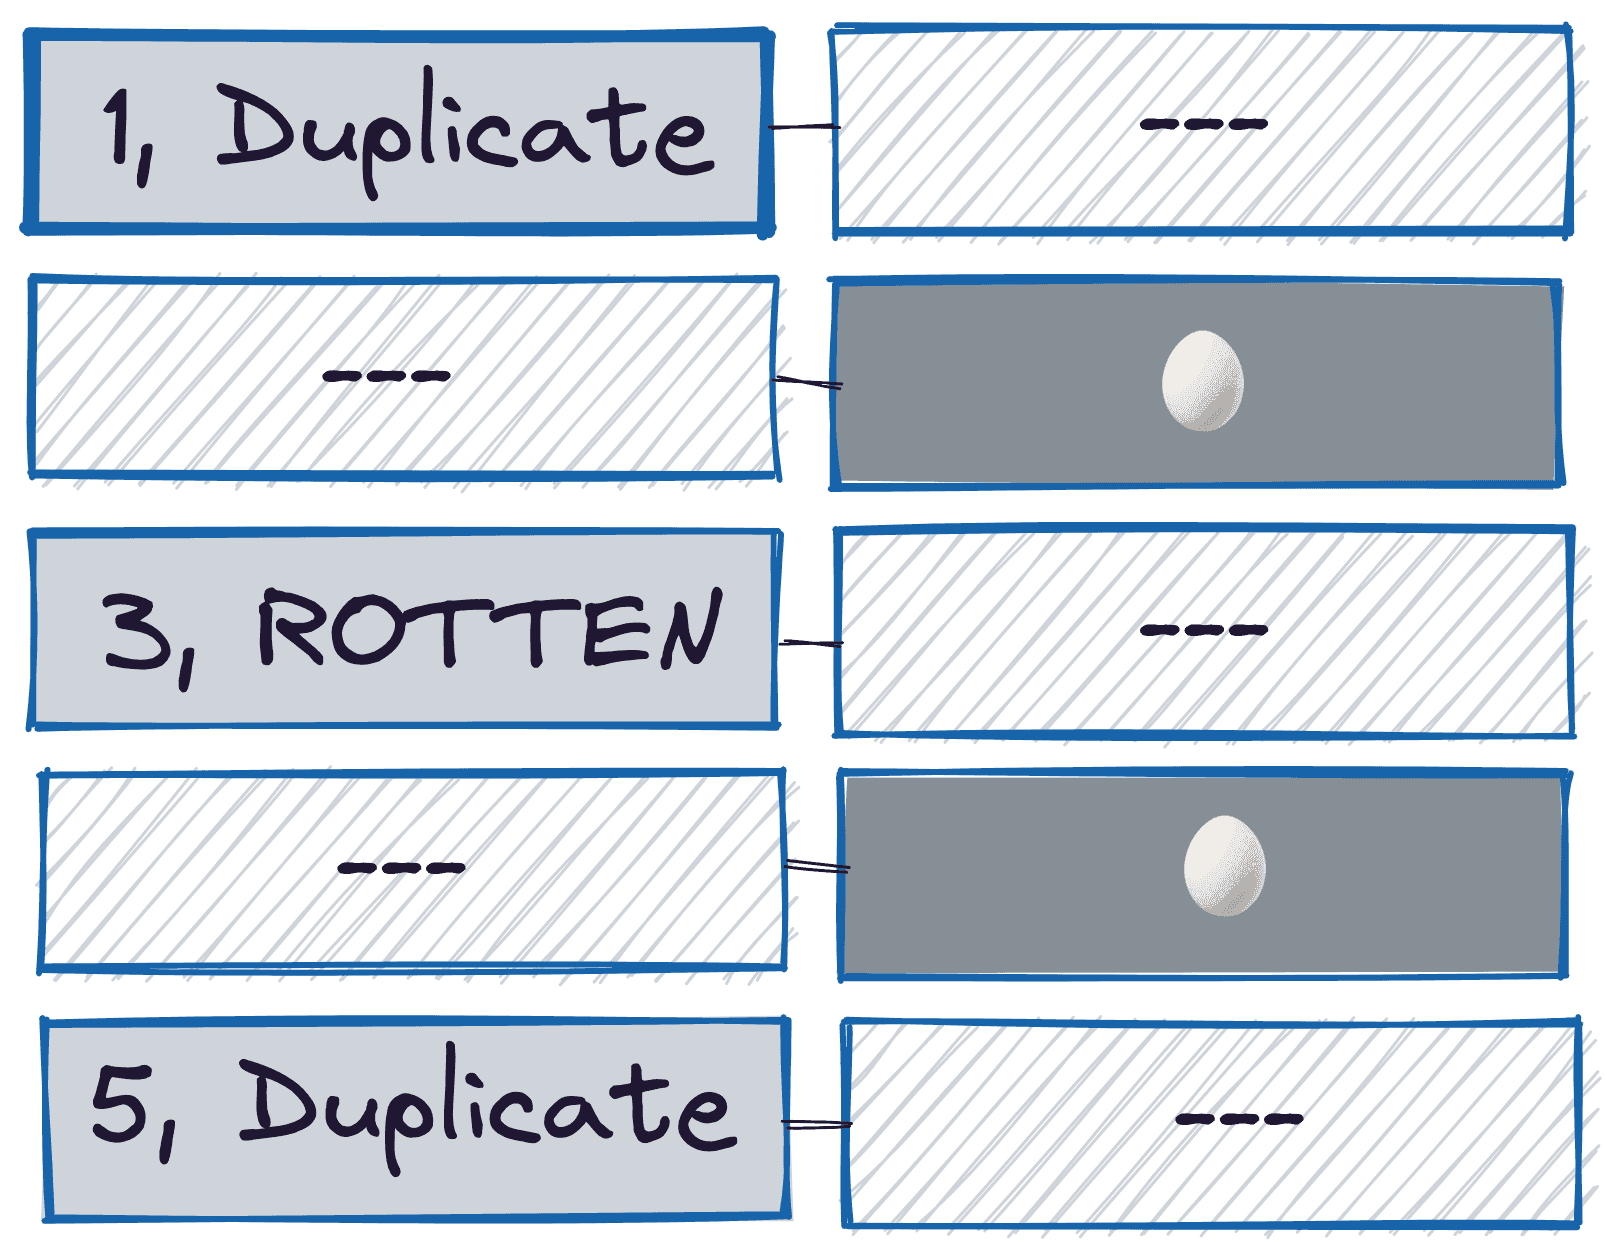 1, Duplicate ---
---
3, ROTTEN ---
---
5, Duplicate ---